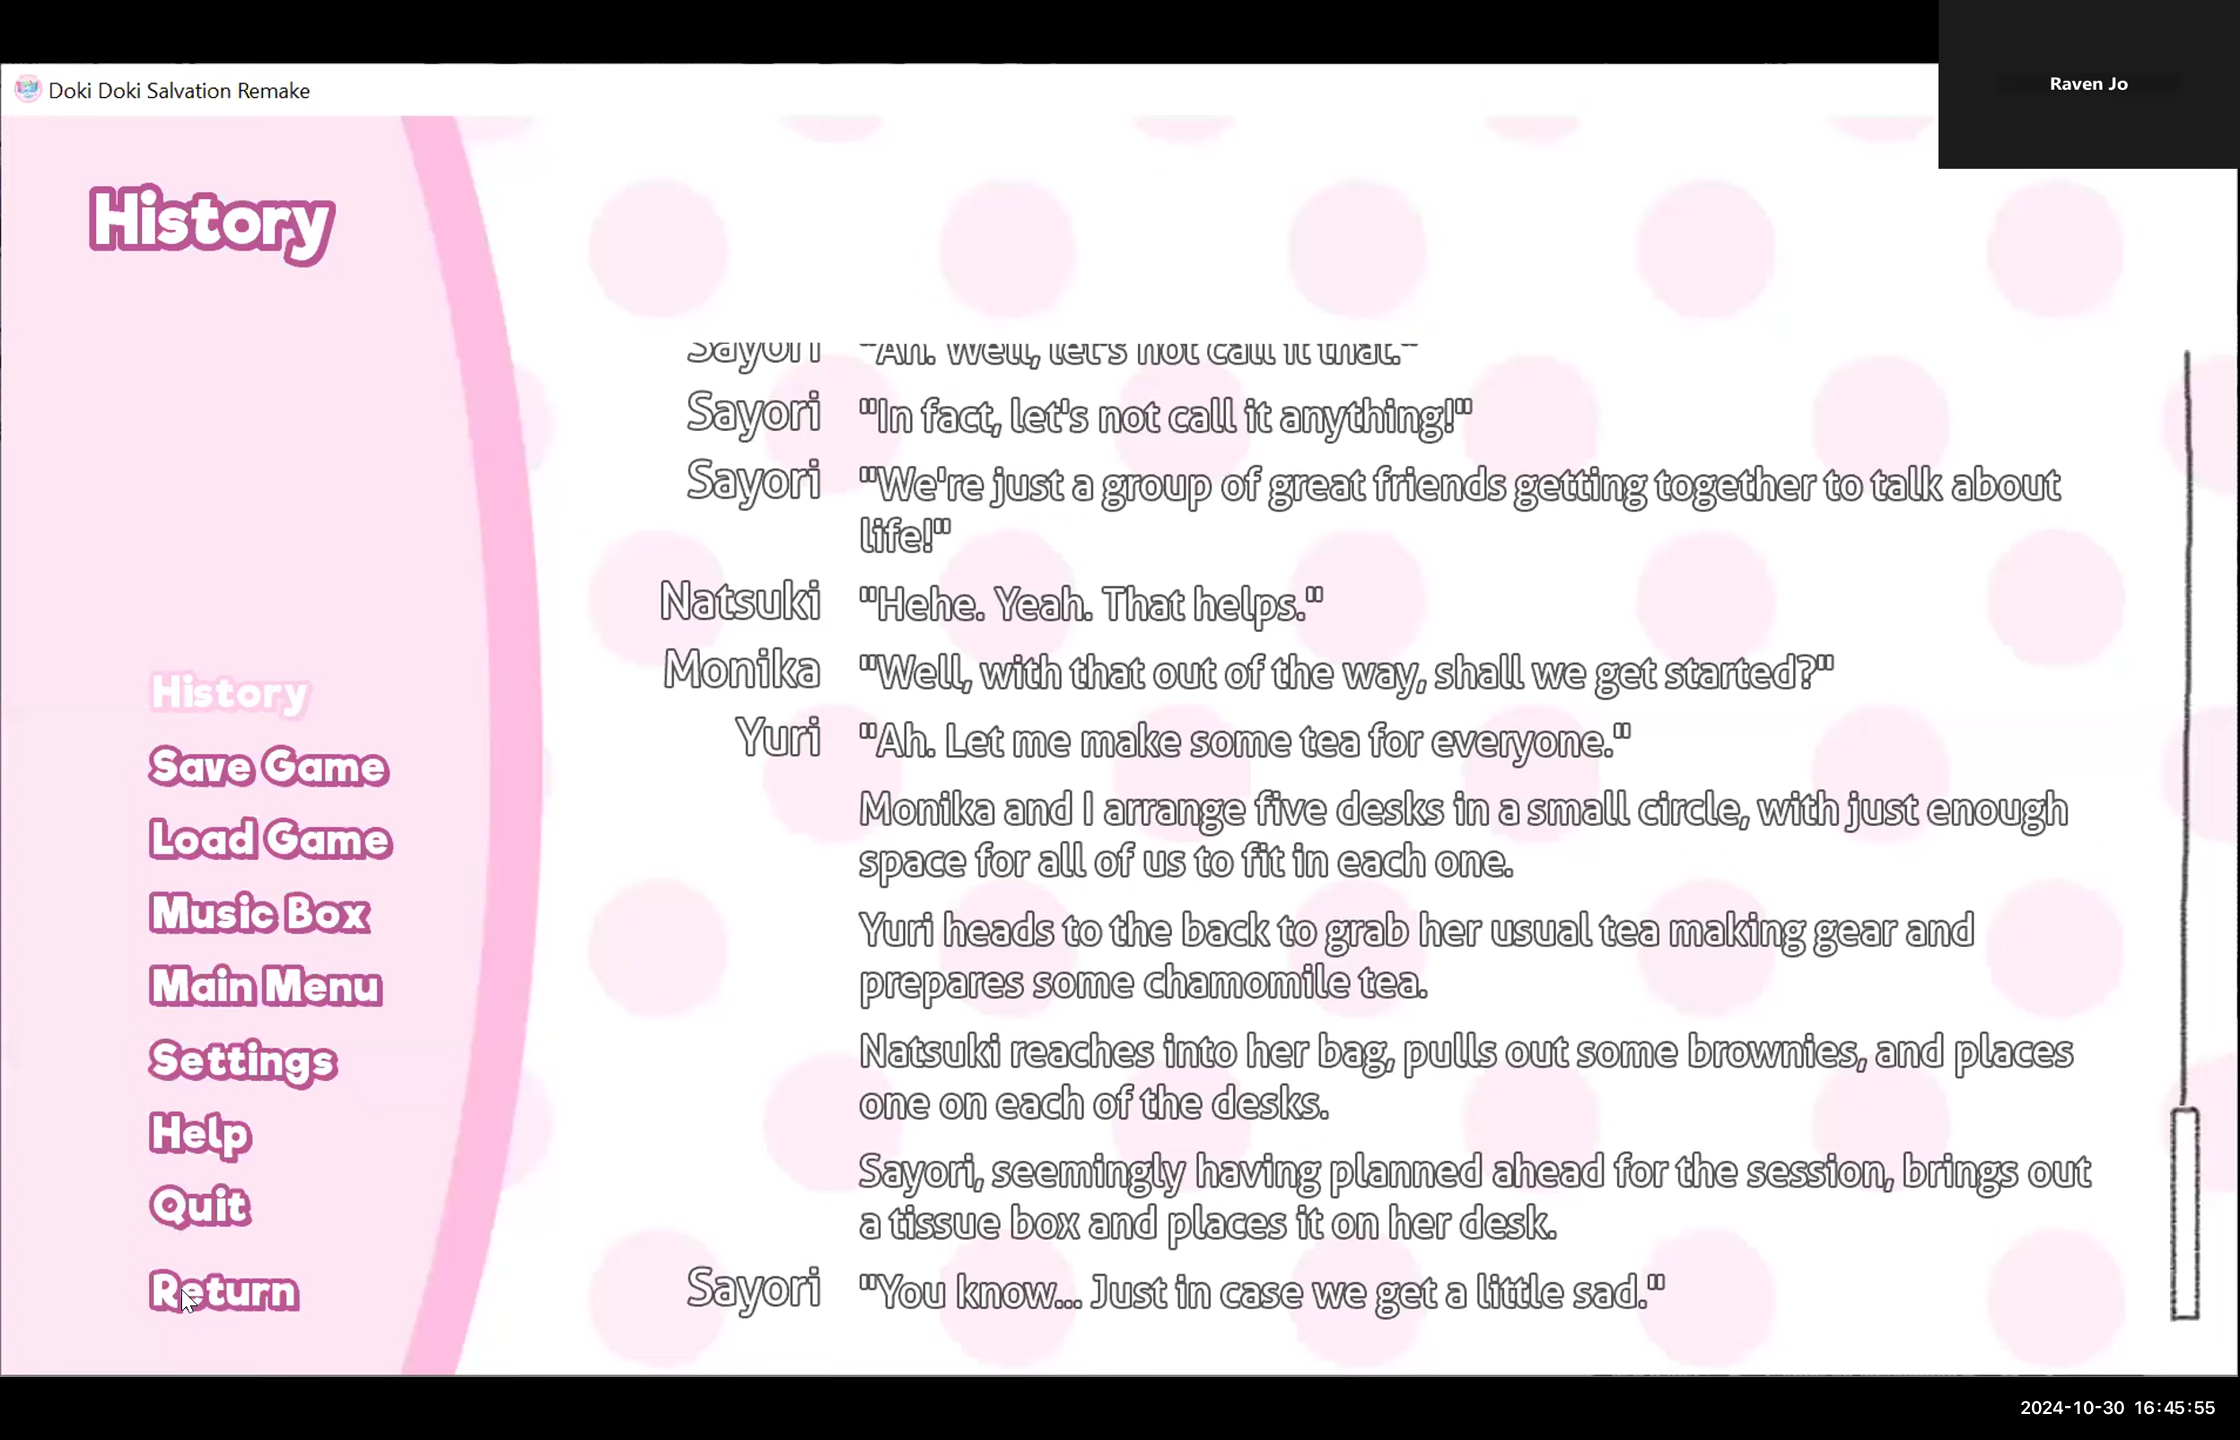 Doki Doki Salvation Remake
Raven Jo
History
Sayori "Ah. Well, let's not call it that."
Sayori "In fact, let's not call it anything!"
Sayori "We're just a group of great friends getting together to talk about
life!"
Natsuki "Hehe. Yeah. That helps."
Monika "Well, with that out of the way, shall we get started?"
Yuri "Ah. Let me make some tea for everyone."
Monika and I arrange five desks in a small circle, with just enough
space for all of us to fit in each one.
Yuri heads to the back to grab her usual tea making gear and
prepares some chamomile tea.
Natsuki reaches into her bag, pulls out some brownies, and places
one on each of the desks.
Sayori, seemingly having planned ahead for the session, brings out
a tissue box and places it on her desk.
Sayori "You know... Just in case we get a little sad."
History
Save Game
Load Game
Music Box
Main Menu
Settings
Help
Quit
Return
2024-10-30 16:45:55